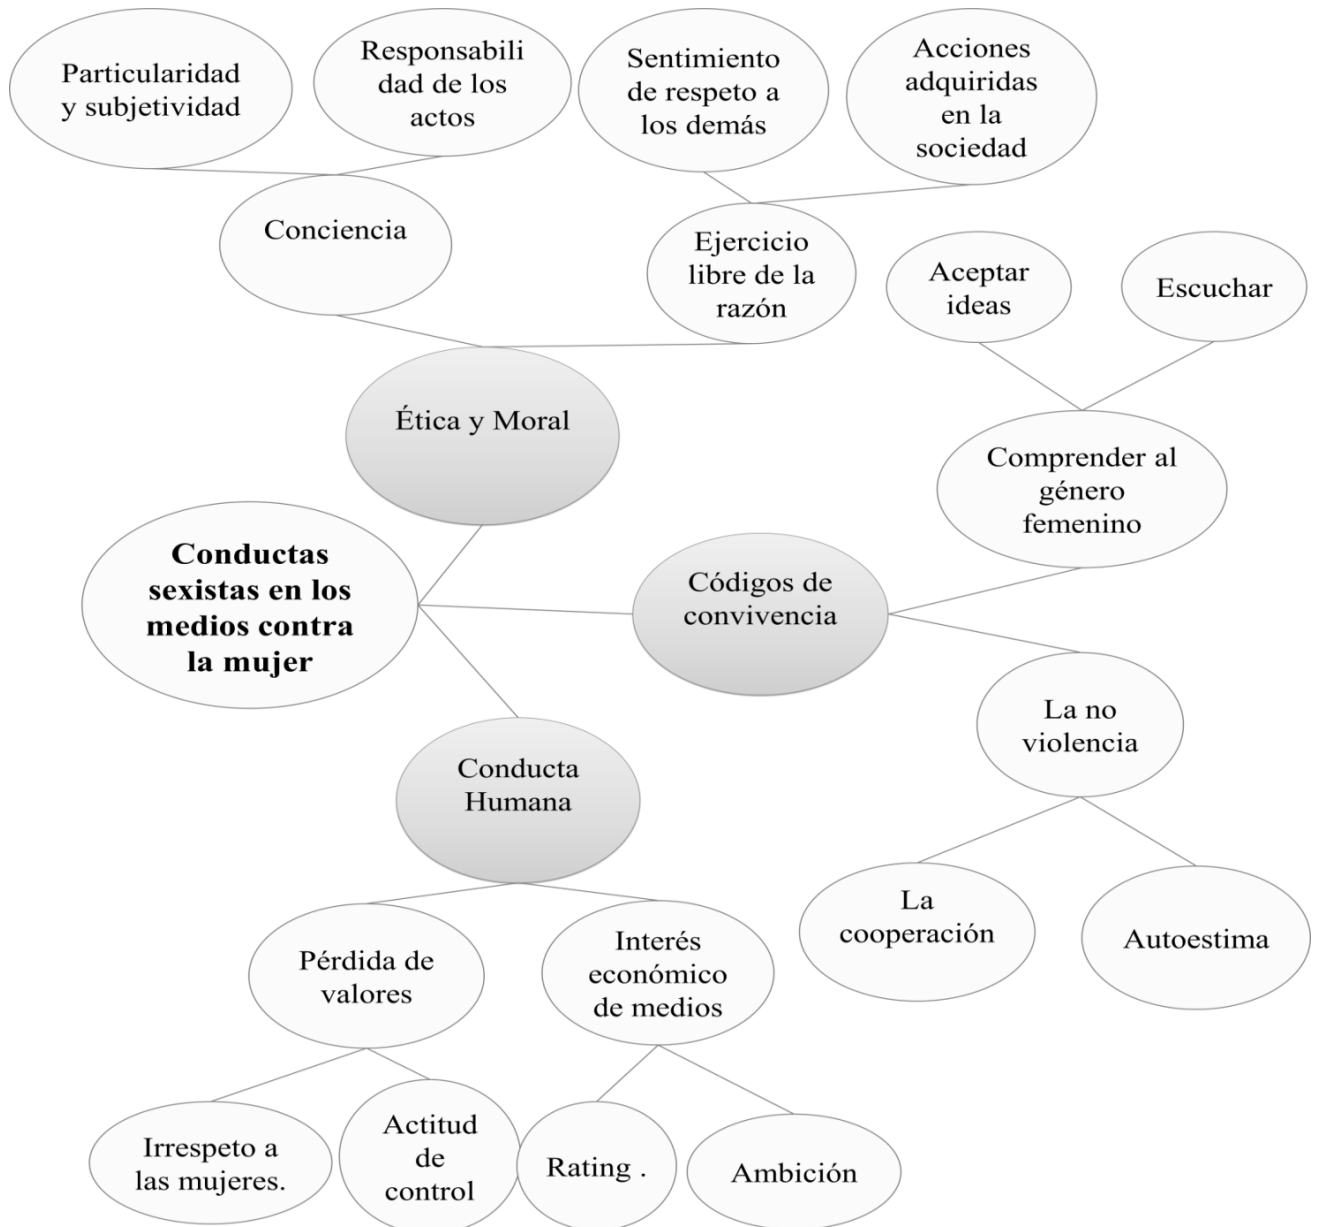 Particularidad
y subjetividad
Responsabili
dad de los
actos
Sentimiento
de respeto a
los demás
Acciones
adquiridas
en la
sociedad
Conciencia
Ejercicio
libre de la
razón
Aceptar
ideas
Escuchar
Ética y Moral
Comprender al
género
femenino
Conductas
sexistas en los
medios contra
la mujer
Códigos de
convivencia
La no
violencia
Conducta
Humana
La
cooperación
Autoestima
Pérdida de
valores
Interés
económico
de medios
Irrespeto a
las mujeres.
Actitud
de
control
Rating .
Ambición